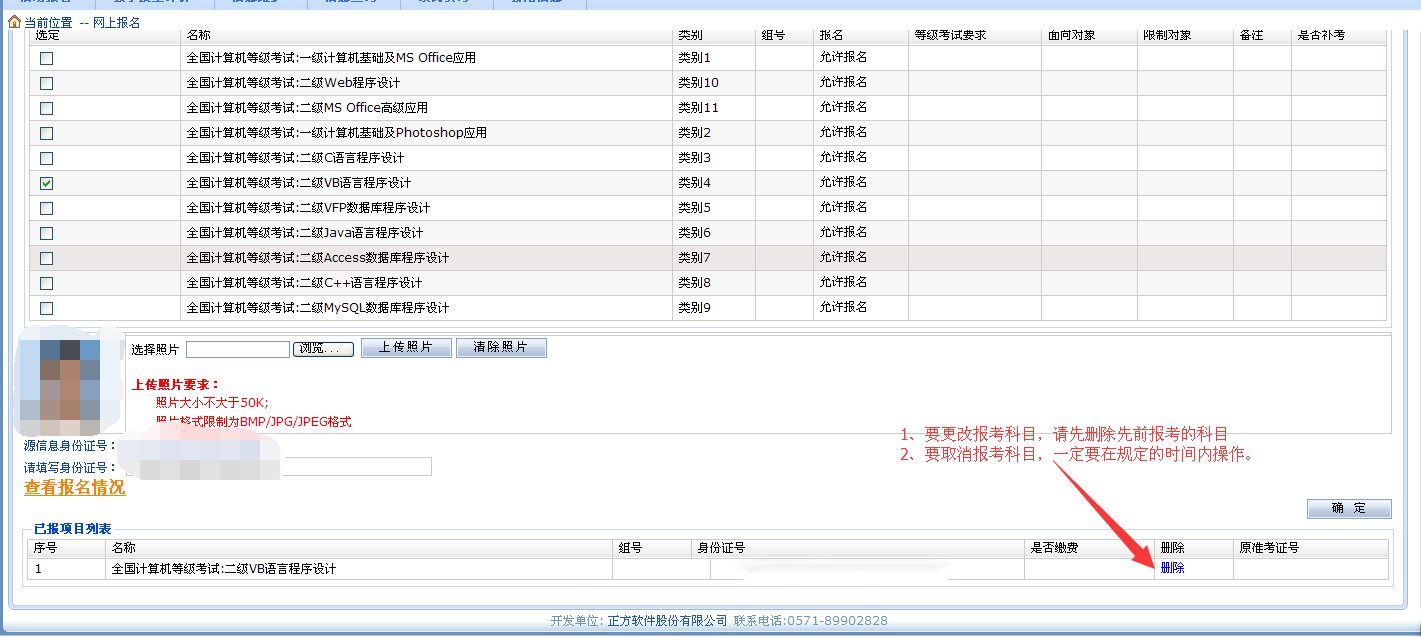 当前位置 -- 网上报名
选定 名称 类别 组号 报名 等级考试要求 面向对象 限制对象 备注 是否补考
全国计算机等级考试:一级计算机基础及MS Office应用 类别1 允许报名
全国计算机等级考试:二级Web程序设计 类别10 允许报名
全国计算机等级考试:二级MS Office高级应用 类别11 允许报名
全国计算机等级考试:一级计算机基础及Photoshop应用 类别2 允许报名
全国计算机等级考试:二级C语言程序设计 类别3 允许报名
全国计算机等级考试:二级VB语言程序设计 类别4 允许报名
全国计算机等级考试:二级VFP数据库程序设计 类别5 允许报名
全国计算机等级考试:二级Java语言程序设计 类别6 允许报名
全国计算机等级考试:二级Access数据库程序设计 类别7 允许报名
全国计算机等级考试:二级C++语言程序设计 类别8 允许报名
全国计算机等级考试:二级MySQL数据库程序设计 类别9 允许报名
选择照片 浏览... 上传照片 清除照片
上传照片要求：
照片大小不大于50K;
照片格式限制为BMP/JPG/JPEG格式
源信息身份证号：
请填写身份证号：
查看报名情况
1、要更改报考科目，请先删除先前报考的科目
2、要取消报考科目，一定要在规定的时间内操作。
确 定
已报项目列表
序号 名称 组号 身份证号 是否缴费 删除 原准考证号
1 全国计算机等级考试:二级VB语言程序设计 删除
开发单位: 正方软件股份有限公司 联系电话:0571-89902828